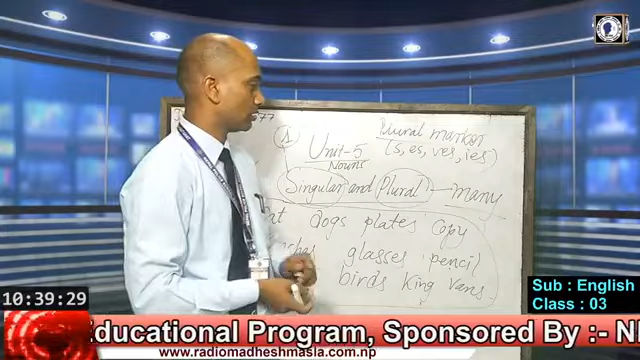 Plural marker
(s, es, ves, ies)
A
Unit-5
Nouns
Singular and Plural - many
dogs plates copy
glasses pencil
birds king vans
10:39:29
Sub : English
Class : 03
Educational Program, Sponsored By :-
www.radiomadheshmasla.com.np